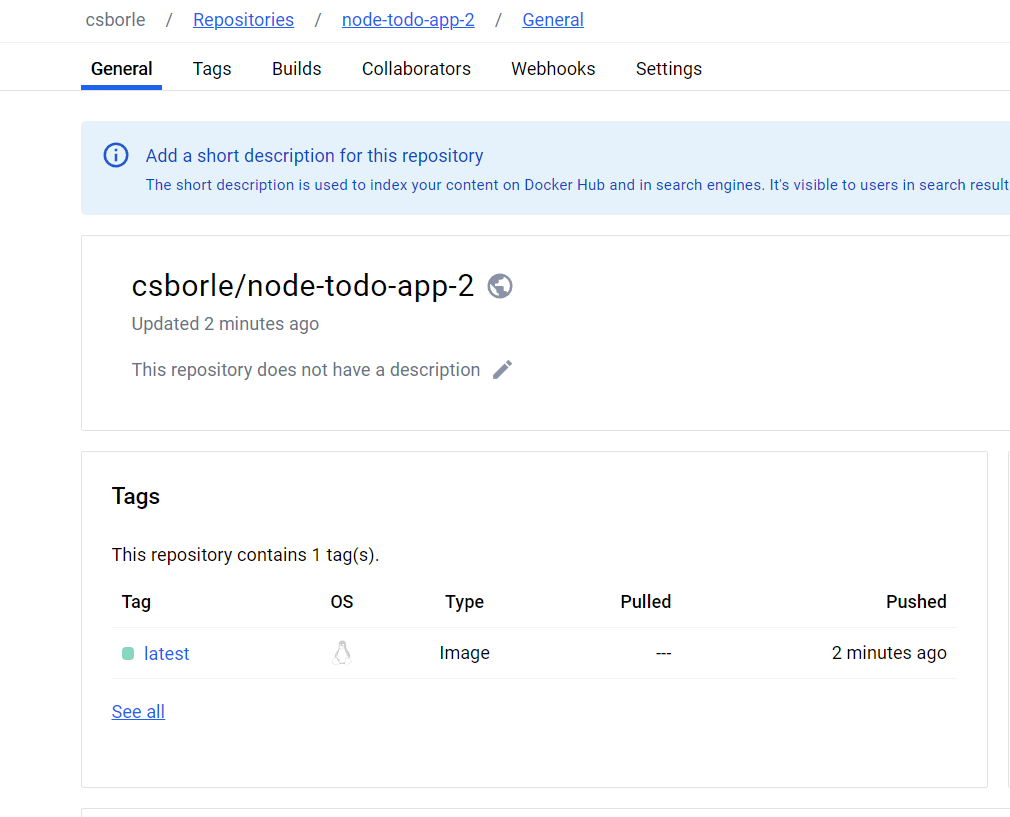 csborle / Repositories / node-todo-app-2 / General
General Tags Builds Collaborators Webhooks Settings
Add a short description for this repository
The short description is used to index your content on Docker Hub and in search engines. It's visible to users in search result
csborle/node-todo-app-2
Updated 2 minutes ago
This repository does not have a description
Tags
This repository contains 1 tag(s).
Tag OS Type Pulled Pushed
latest Image --- 2 minutes ago
See all